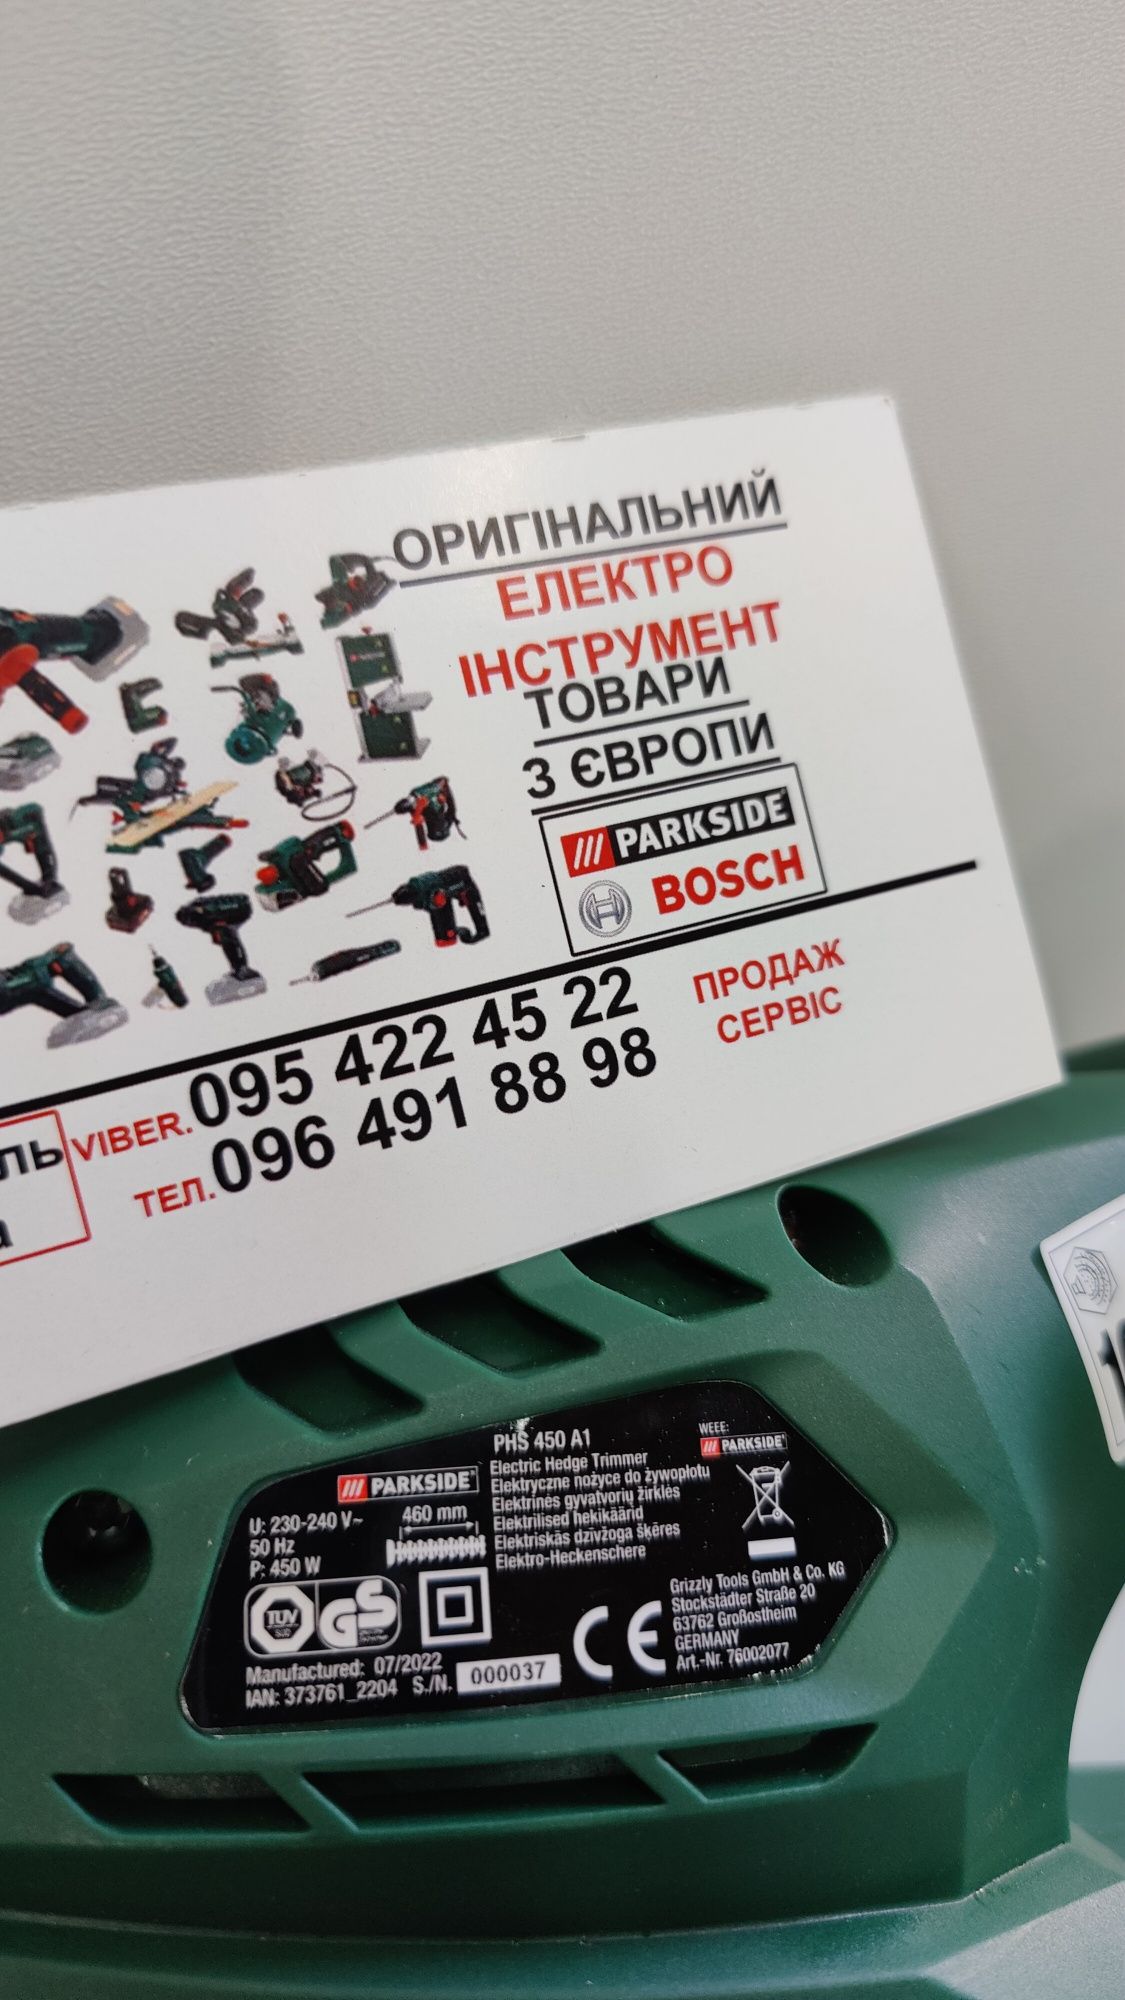 ОРИГІНАЛЬНИЙ
ЕЛЕКТРО
ІНСТРУМЕНТ
ТОВАРИ
З ЄВРОПИ
PARKSIDE
BOSCH
ПРОДАЖ
СЕРВІС
VIBER. 095 422 45 22
ТЕЛ. 096 491 88 98
ЛЬ
PARKSIDE
PHS 450 A1
Electric Hedge Trimmer
Elektryczne nożyce do żywopłotu
Elektrinės gyvatvorių žirklės
Elektrilised hekikäärid
Elektriskās dzīvžoga šķēres
Elektro-Heckenschere
WEEE:
PARKSIDE
U: 230-240 V~
50 Hz
P: 450 W
460 mm
TÜV
SÜD
GS
CE
Grizzly Tools GmbH & Co. KG
Stockstädter Straße 20
63762 Großostheim
GERMANY
Art.-Nr. 76002077
Manufactured: 07/2022
IAN: 373761_2204 S./N. 000037